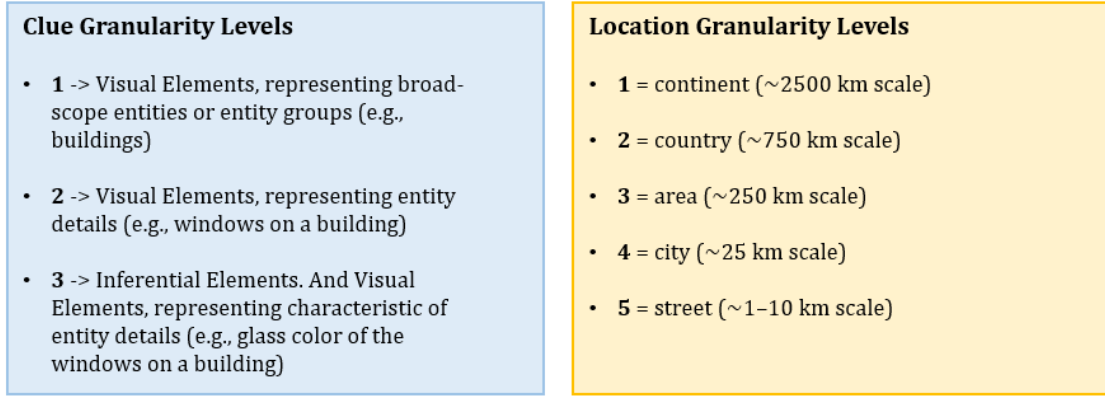 Clue Granularity Levels
• 1 -> Visual Elements, representing broad-
scope entities or entity groups (e.g.,
buildings)
• 2 -> Visual Elements, representing entity
details (e.g., windows on a building)
• 3 -> Inferential Elements. And Visual
Elements, representing characteristic of
entity details (e.g., glass color of the
windows on a building)
Location Granularity Levels
• 1 = continent (~2500 km scale)
• 2 = country (~750 km scale)
• 3 = area (~250 km scale)
• 4 = city (~25 km scale)
• 5 = street (~1–10 km scale)